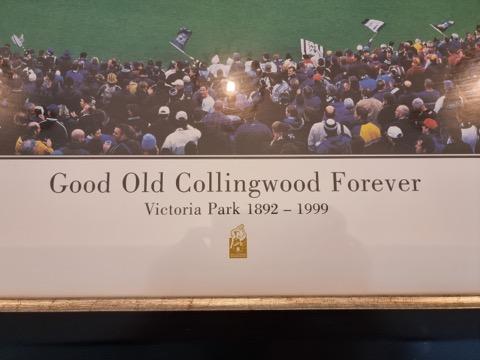 Good Old Collingwood Forever
Victoria Park 1892 – 1999